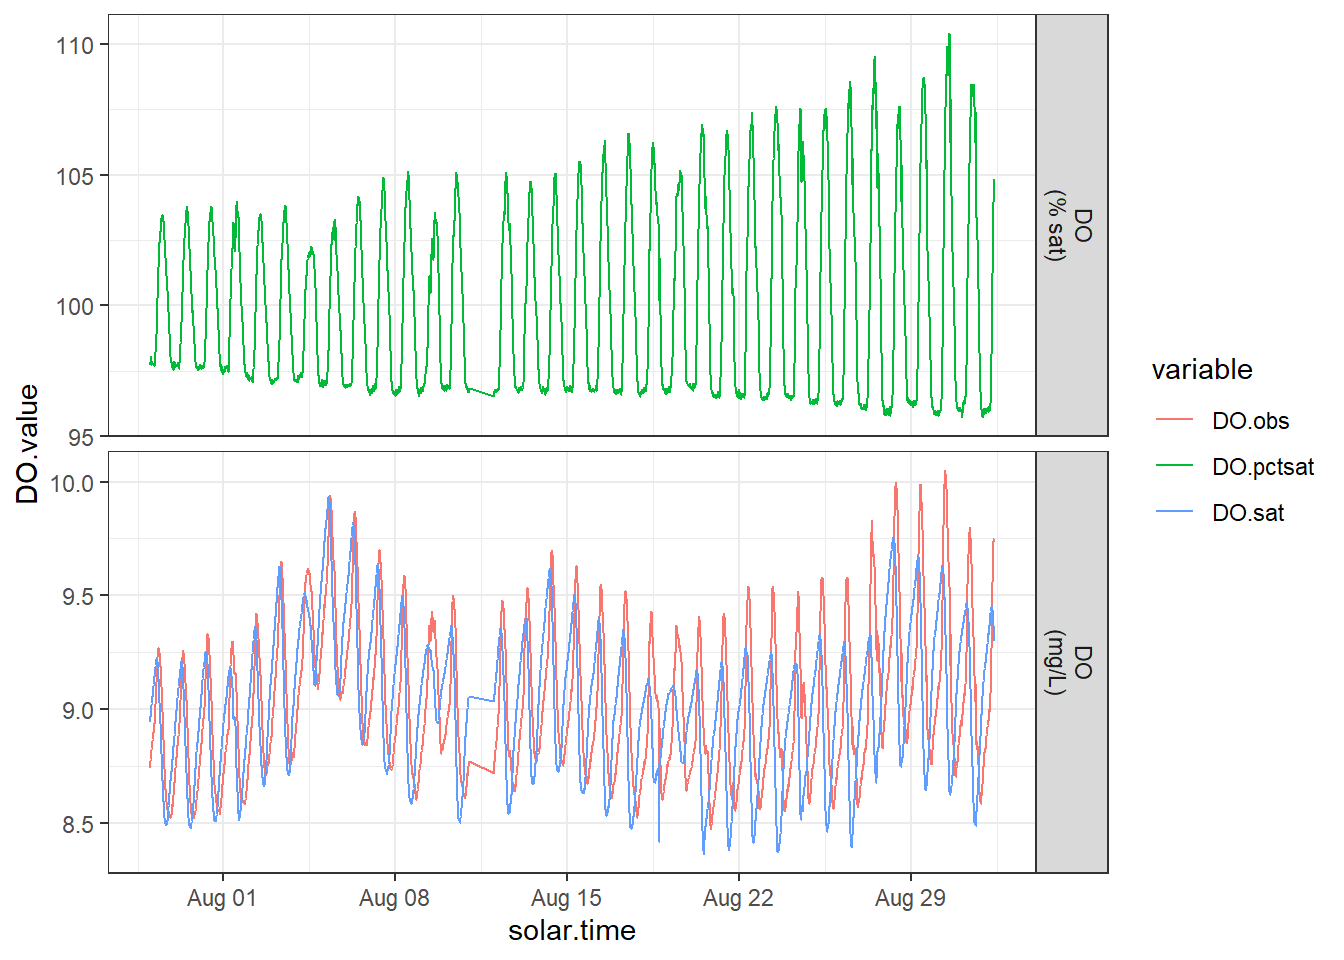 110
105
100
95
DO
(% sat)
DO.value
10.0
9.5
9.0
8.5
DO
(mg/L)
Aug 01
Aug 08
Aug 15
Aug 22
Aug 29
solar.time
variable
DO.obs
DO.pctsat
DO.sat